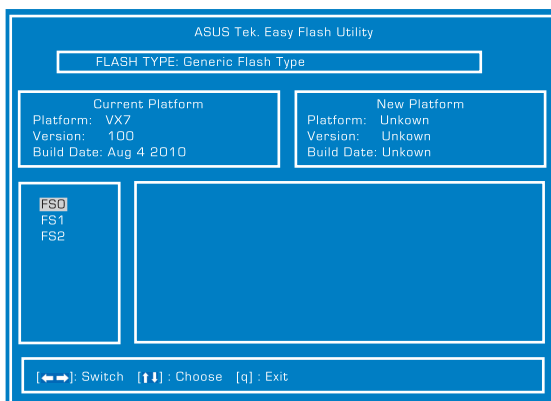 ASUS Tek. Easy Flash Utility
FLASH TYPE: Generic Flash Type
Current Platform
Platform: VX7
Version: 100
Build Date: Aug 4 2010
New Platform
Platform: Unkown
Version: Unkown
Build Date: Unkown
FS0
FS1
FS2
[←→]: Switch [↑↓] : Choose [q] : Exit